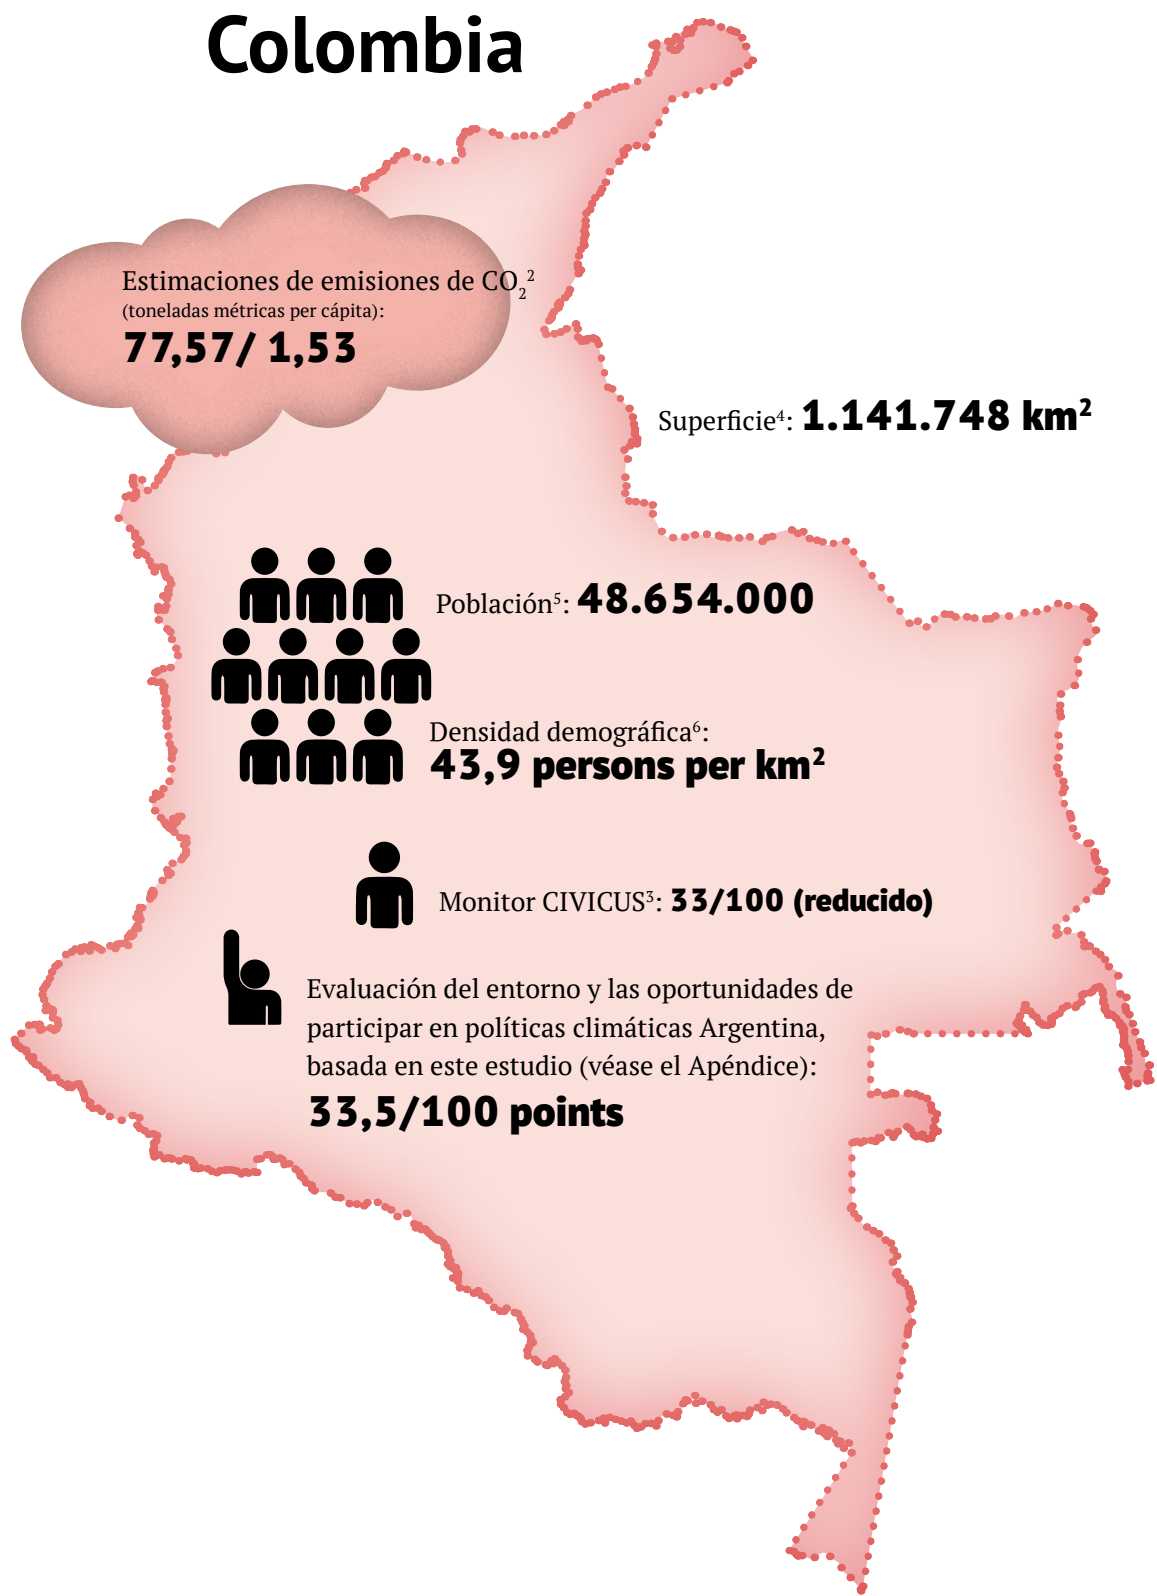 Colombia
Estimaciones de emisiones de CO₂²
(toneladas métricas per cápita):
77,57/ 1,53
Superficie⁴: 1.141.748 km²
Población⁵: 48.654.000
Densidad demográfica⁶:
43,9 persons per km²
Monitor CIVICUS³: 33/100 (reducido)
Evaluación del entorno y las oportunidades de
participar en políticas climáticas Argentina,
basada en este estudio (véase el Apéndice):
33,5/100 points